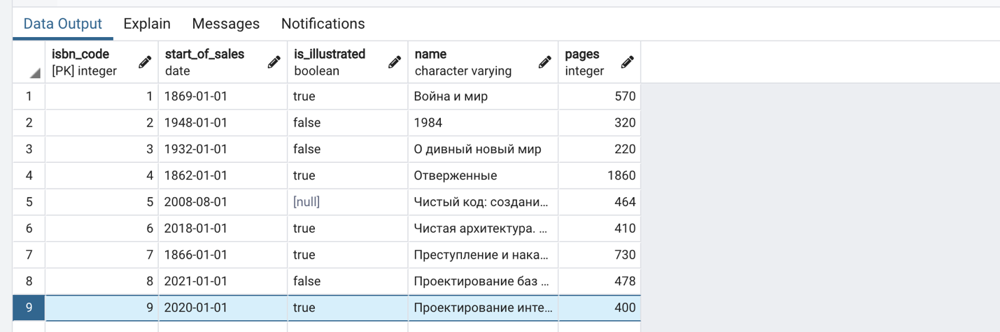 Data Output Explain Messages Notifications
isbn_code start_of_sales is_illustrated name pages
[PK] integer date boolean character varying integer
1 1 1869-01-01 true Война и мир 570
2 2 1948-01-01 false 1984 320
3 3 1932-01-01 false О дивный новый мир 220
4 4 1862-01-01 true Отверженные 1860
5 5 2008-08-01 [null] Чистый код: создани... 464
6 6 2018-01-01 true Чистая архитектура. ... 410
7 7 1866-01-01 true Преступление и нака... 730
8 8 2021-01-01 false Проектирование баз ... 478
9 9 2020-01-01 true Проектирование инте... 400